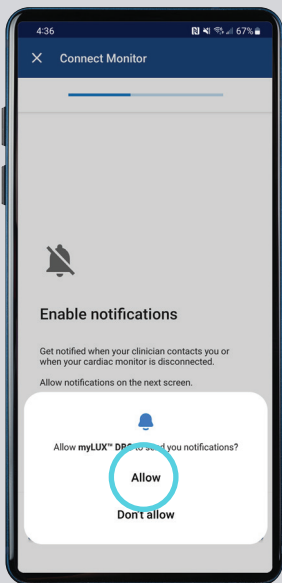 4:36
67%
Connect Monitor
Enable notifications
Get notified when your clinician contacts you or
when your cardiac monitor is disconnected.
Allow notifications on the next screen.
Allow myLUX™ to send you notifications?
Allow
Don't allow